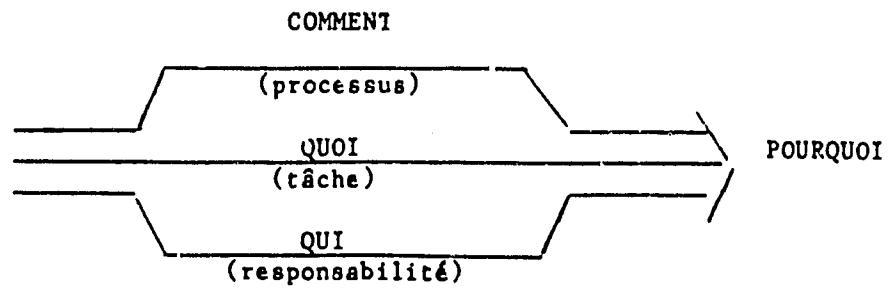 COMMENT
(processus)
QUOI
(tâche)
POURQUOI
QUI
(responsabilité)